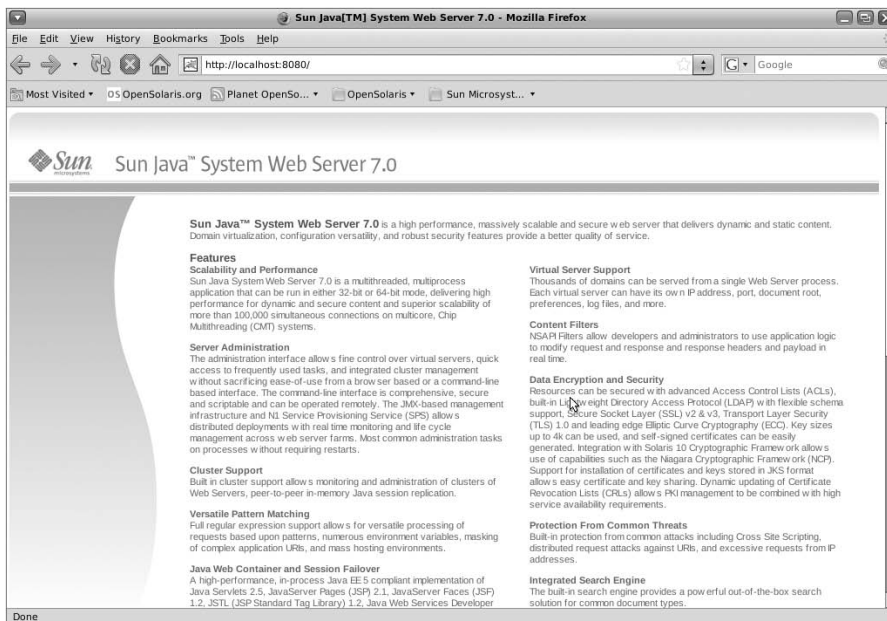 Sun Java[TM] System Web Server 7.0 - Mozilla Firefox
File Edit View History Bookmarks Tools Help
http://localhost:8080/
G Google
Most Visited OS OpenSolaris.org Planet OpenSo... OpenSolaris Sun Microsyst...
Sun microsystems
Sun Java™ System Web Server 7.0
Sun Java™ System Web Server 7.0 is a high performance, massively scalable and secure web server that delivers dynamic and static content.
Domain virtualization, configuration versatility, and robust security features provide a better quality of service.
Features
Scalability and Performance
Sun Java System Web Server 7.0 is a multithreaded, multiprocess
application that can be run in either 32-bit or 64-bit mode, delivering high
performance for dynamic and secure content and superior scalability of
more than 100,000 simultaneous connections on multicore, Chip
Multithreading (CMT) systems.
Server Administration
The administration interface allows fine control over virtual servers, quick
access to frequently used tasks, and integrated cluster management
without sacrificing ease-of-use from a browser based or a command-line
based interface. The command-line interface is comprehensive, secure
and scriptable and can be operated remotely. The JMX-based management
infrastructure and N1 Service Provisioning Service (SPS) allows
distributed deployments with real time monitoring and life cycle
management across web server farms. Most common administration tasks
on processes without requiring restarts.
Cluster Support
Built in cluster support allows monitoring and administration of clusters of
Web Servers, peer-to-peer in-memory Java session replication.
Versatile Pattern Matching
Full regular expression support allows for versatile processing of
requests based upon patterns, numerous environment variables, masking
of complex application URIs, and mass hosting environments.
Java Web Container and Session Failover
A high-performance, in-process Java EE 5 compliant implementation of
Java Servlets 2.5, JavaServer Pages (JSP) 2.1, JavaServer Faces (JSF)
1.2, JSTL (JSP Standard Tag Library) 1.2, Java Web Services Developer
Virtual Server Support
Thousands of domains can be served from a single Web Server process.
Each virtual server can have its own IP address, port, document root,
preferences, log files, and more.
Content Filters
NSAPI Filters allow developers and administrators to use application logic
to modify request and response and response headers and payload in
real time.
Data Encryption and Security
Resources can be secured with advanced Access Control Lists (ACLs),
built-in Lightweight Directory Access Protocol (LDAP) with flexible schema
support, Secure Socket Layer (SSL) v2 & v3, Transport Layer Security
(TLS) 1.0 and leading edge Elliptic Curve Cryptography (ECC). Key sizes
up to 4k can be used, and self-signed certificates can be easily
generated. Integration with Solaris 10 Cryptographic Framework allows
use of capabilities such as the Niagara Cryptographic Framework (NCP).
Support for installation of certificates and keys stored in JKS format
allows easy certificate and key sharing. Dynamic updating of Certificate
Revocation Lists (CRLs) allows PKI management to be combined with high
service availability requirements.
Protection From Common Threats
Built-in protection from common attacks including Cross Site Scripting,
distributed request attacks against URIs, and excessive requests from IP
addresses.
Integrated Search Engine
The built-in search engine provides a powerful out-of-the-box search
solution for common document types.
Done